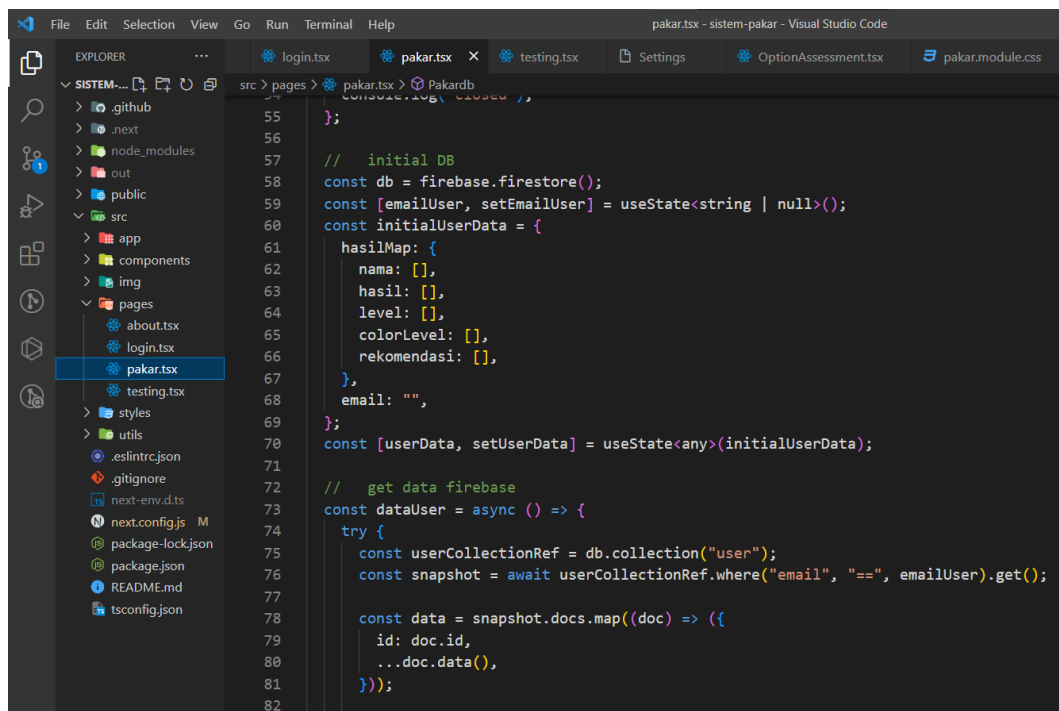 File Edit Selection View Go Run Terminal Help pakar.tsx - sistem-pakar - Visual Studio Code
EXPLORER ...
login.tsx pakar.tsx testing.tsx Settings OptionAssessment.tsx pakar.module.css
SISTEM-...
src > pages > pakar.tsx > Pakardb
.github
.next
node_modules
out
public
src
app
components
img
pages
about.tsx
login.tsx
pakar.tsx
testing.tsx
styles
utils
.eslintrc.json
.gitignore
TS next-env.d.ts
N next.config.js M
package-lock.json
package.json
README.md
tsconfig.json
1
54 console.log("closed");
55 };
56
57 // initial DB
58 const db = firebase.firestore();
59 const [emailUser, setEmailUser] = useState<string | null>();
60 const initialUserData = {
61 hasilMap: {
62 nama: [],
63 hasil: [],
64 level: [],
65 colorLevel: [],
66 rekomendasi: [],
67 },
68 email: "",
69 };
70 const [userData, setUserData] = useState<any>(initialUserData);
71
72 // get data firebase
73 const dataUser = async () => {
74 try {
75 const userCollectionRef = db.collection("user");
76 const snapshot = await userCollectionRef.where("email", "==", emailUser).get();
77
78 const data = snapshot.docs.map((doc) => ({
79 id: doc.id,
80 ...doc.data(),
81 }));
82